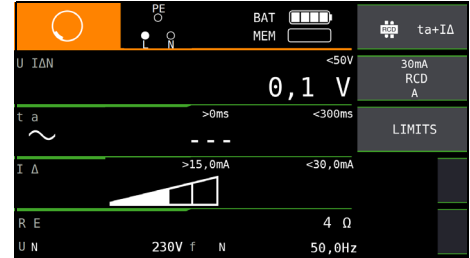 PE
BAT
L N
MEM
RCD ta+IΔ
U IΔN <50V
0,1 V
30mA
RCD
A
t a >0ms <300ms
---
LIMITS
I Δ >15,0mA <30,0mA
R E 4 Ω
U N 230V f N 50,0Hz